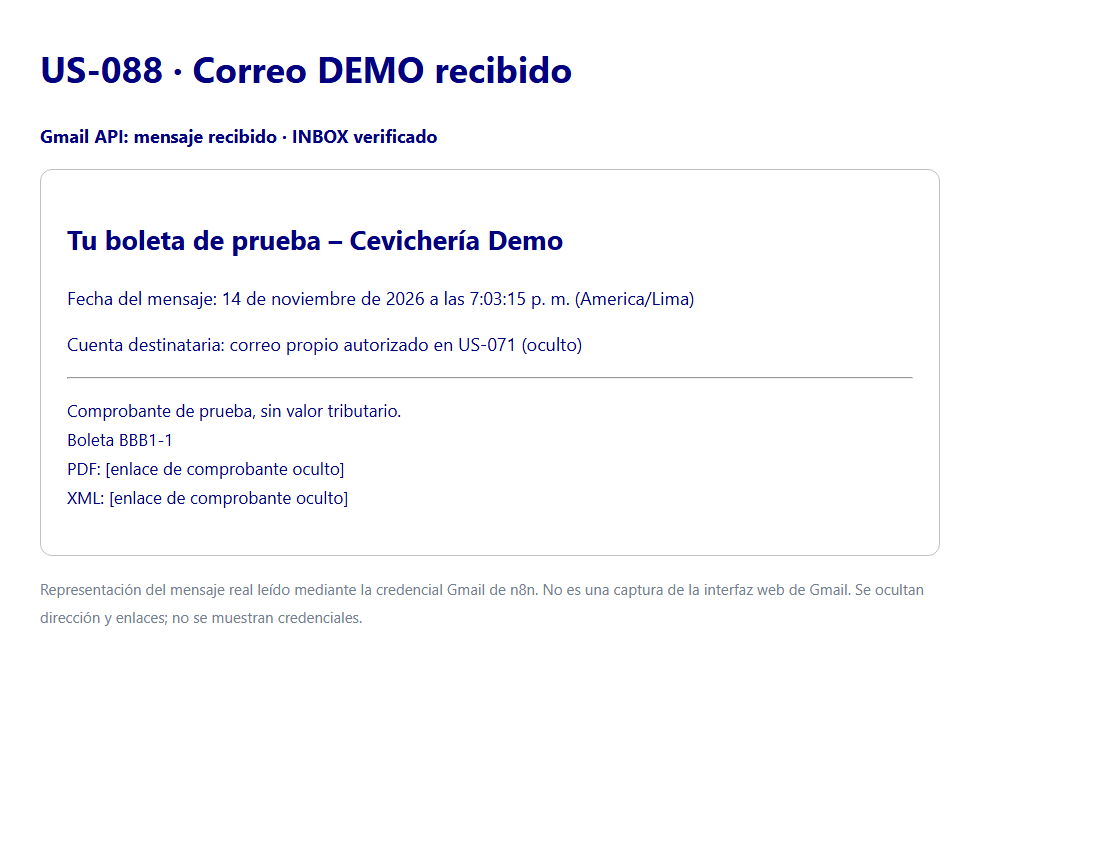 US-088 · Correo DEMO recibido
Gmail API: mensaje recibido · INBOX verificado
Tu boleta de prueba – Cevichería Demo
Fecha del mensaje: 14 de noviembre de 2026 a las 7:03:15 p. m. (America/Lima)
Cuenta destinataria: correo propio autorizado en US-071 (oculto)
Comprobante de prueba, sin valor tributario.
Boleta BBB1-1
PDF: [enlace de comprobante oculto]
XML: [enlace de comprobante oculto]
Representación del mensaje real leído mediante la credencial Gmail de n8n. No es una captura de la interfaz web de Gmail. Se ocultan
dirección y enlaces; no se muestran credenciales.